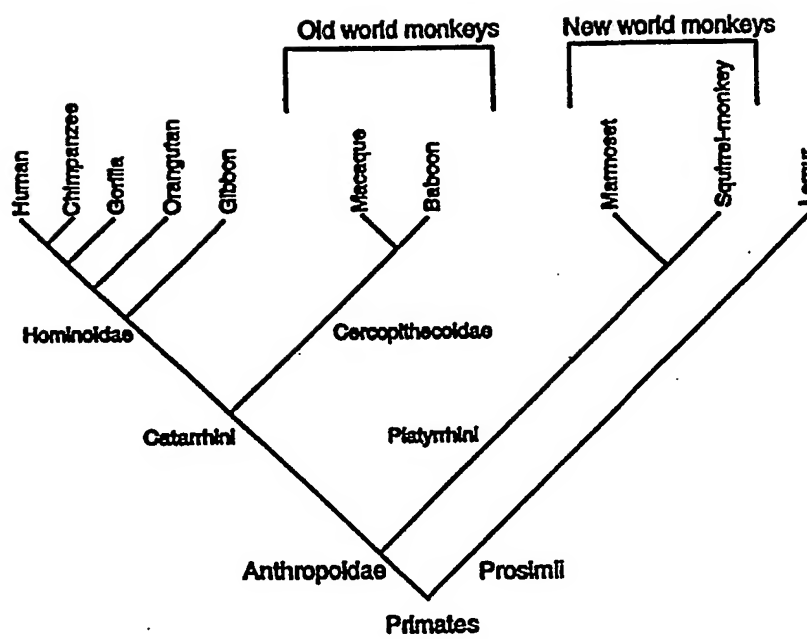 Old world monkeys
New world monkeys
Human
Chimpanzee
Gorilla
Orangutan
Gibbon
Macaque
Baboon
Marmoset
Squirrel-monkey
Lemur
Hominoidae
Cercopithecoidae
Catarrhini
Platyrrhini
Anthropoidae
Prosimii
Primates